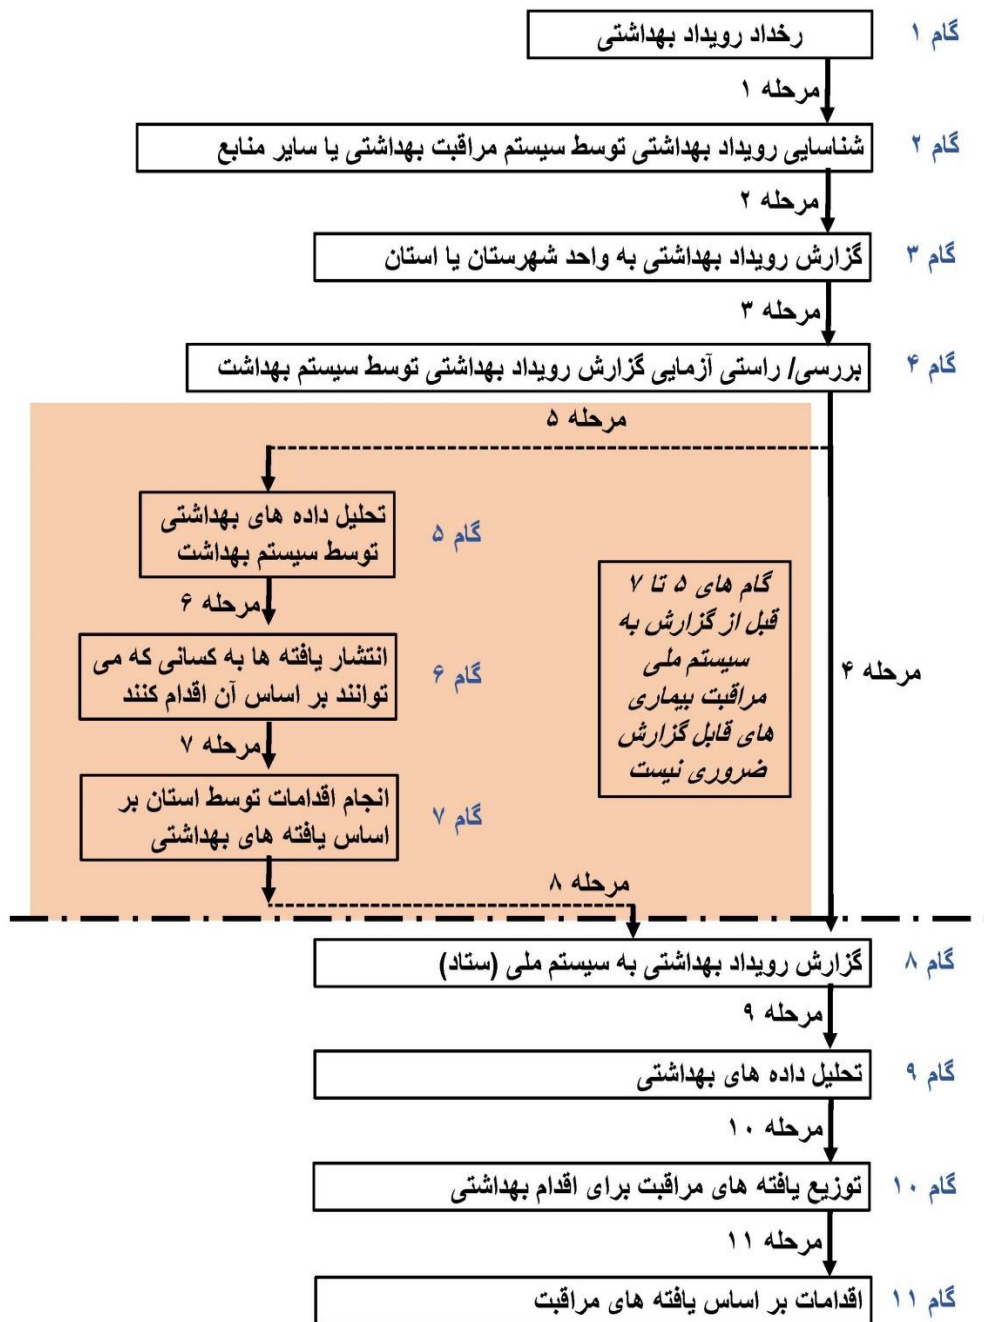 گام ۱
رخداد رویداد بهداشتی
مرحله ۱
گام ۲
شناسایی رویداد بهداشتی توسط سیستم مراقبت بهداشتی یا سایر منابع
مرحله ۲
گام ۳
گزارش رویداد بهداشتی به واحد شهرستان یا استان
مرحله ۳
گام ۴
بررسی/ راستی آزمایی گزارش رویداد بهداشتی توسط سیستم بهداشت
مرحله ۴
مرحله ۵
گام های ۵ تا ۷
قبل از گزارش به
سیستم ملی
مراقبت بیماری
های قابل گزارش
ضروری نیست
گام ۵
تحلیل داده های بهداشتی
توسط سیستم بهداشت
مرحله ۶
گام ۶
انتشار یافته ها به کسانی که می
توانند بر اساس آن اقدام کنند
مرحله ۷
گام ۷
انجام اقدامات توسط استان بر
اساس یافته های بهداشتی
مرحله ۸
گام ۸
گزارش رویداد بهداشتی به سیستم ملی (ستاد)
مرحله ۹
گام ۹
تحلیل داده های بهداشتی
مرحله ۱۰
گام ۱۰
توزیع یافته های مراقبت برای اقدام بهداشتی
مرحله ۱۱
گام ۱۱
اقدامات بر اساس یافته های مراقبت